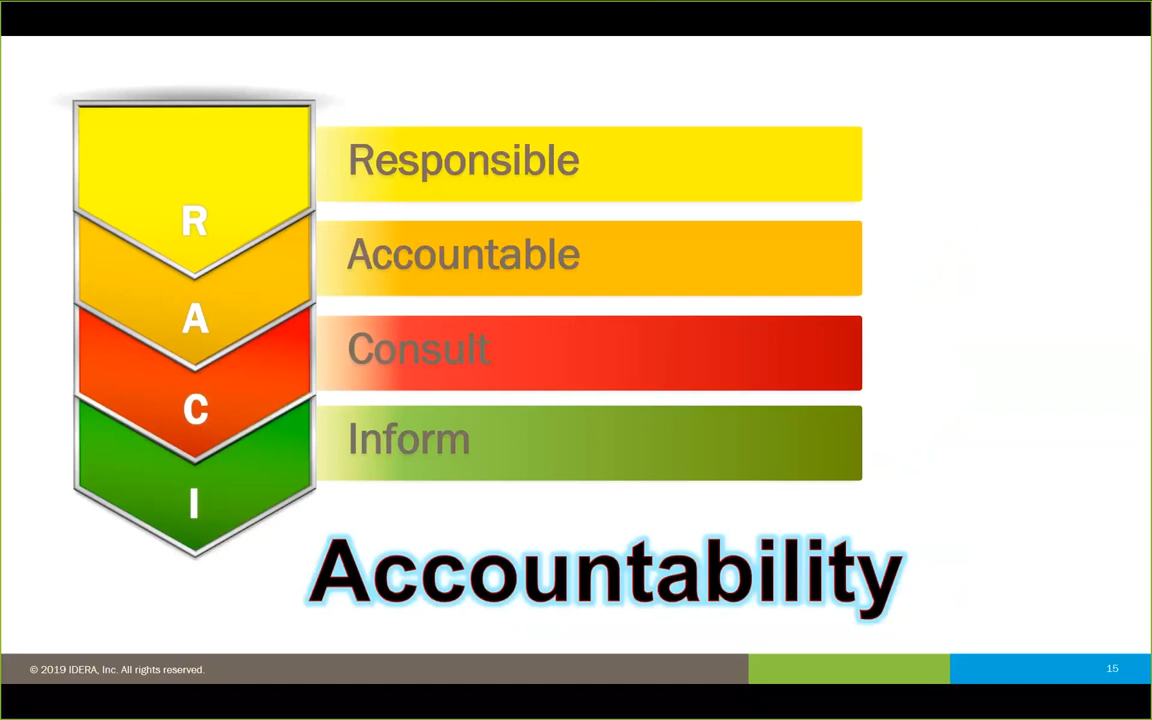 R
Responsible
A
Accountable
C
Consult
I
Inform
Accountability
© 2019 IDERA, Inc. All rights reserved.
15